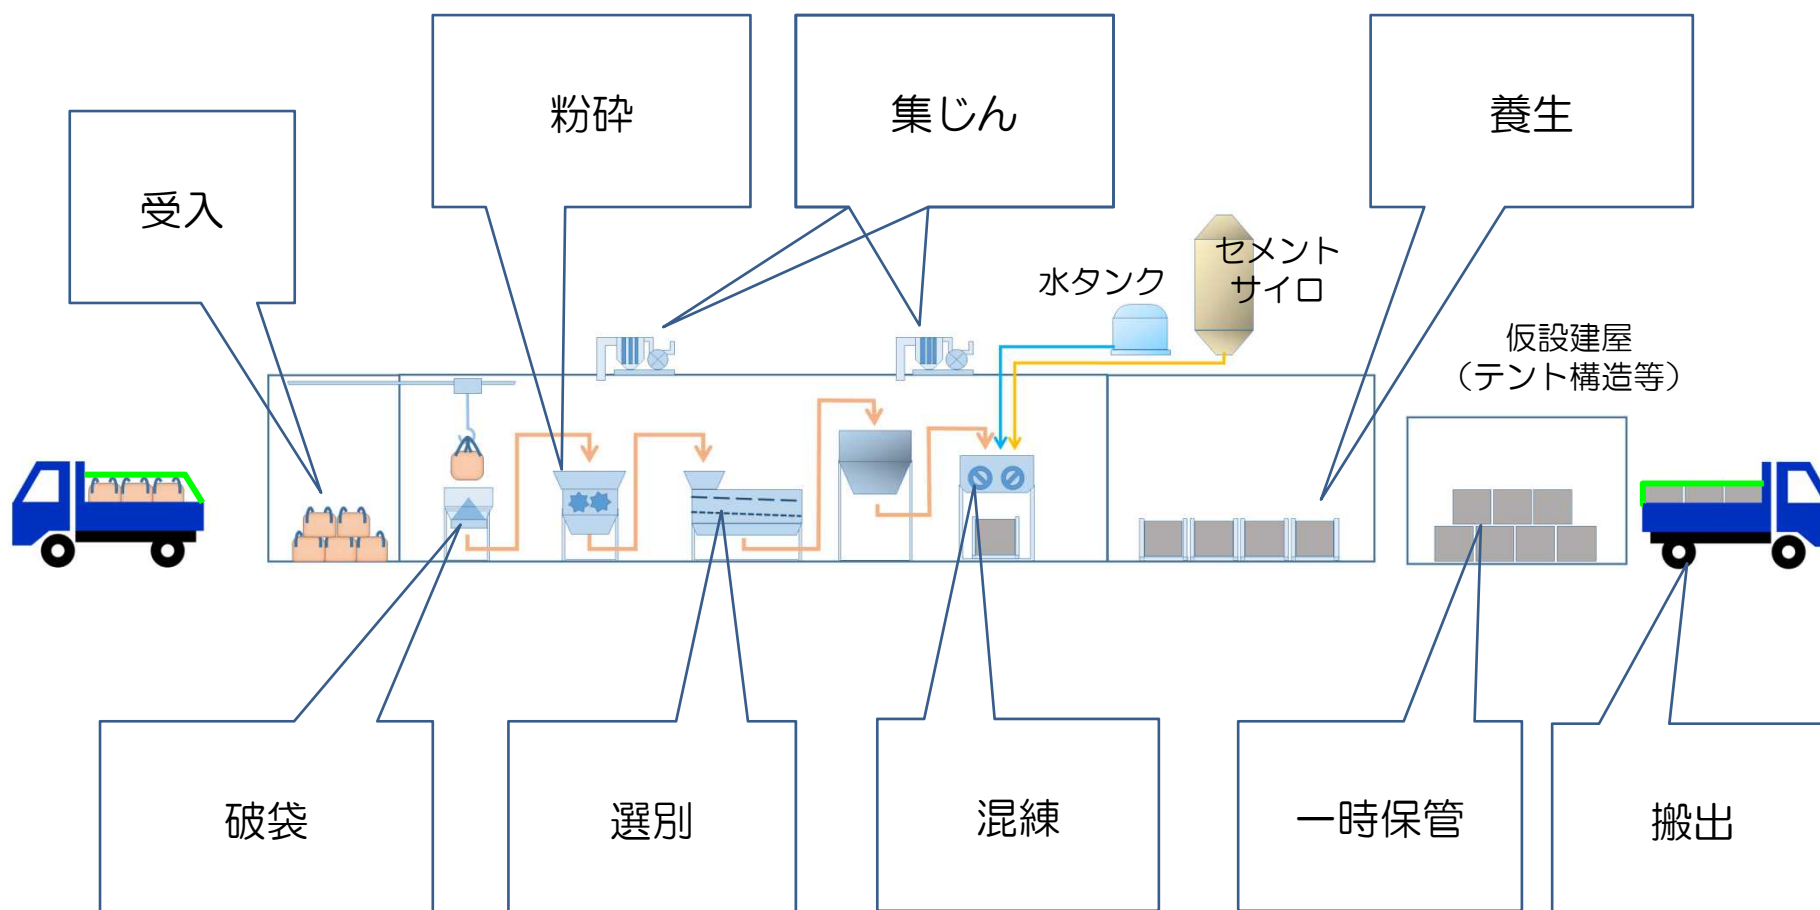 粉砕
集じん
養生
受入
水タンク
セメント
サイロ
仮設建屋
（テント構造等）
破袋
選別
混練
一時保管
搬出